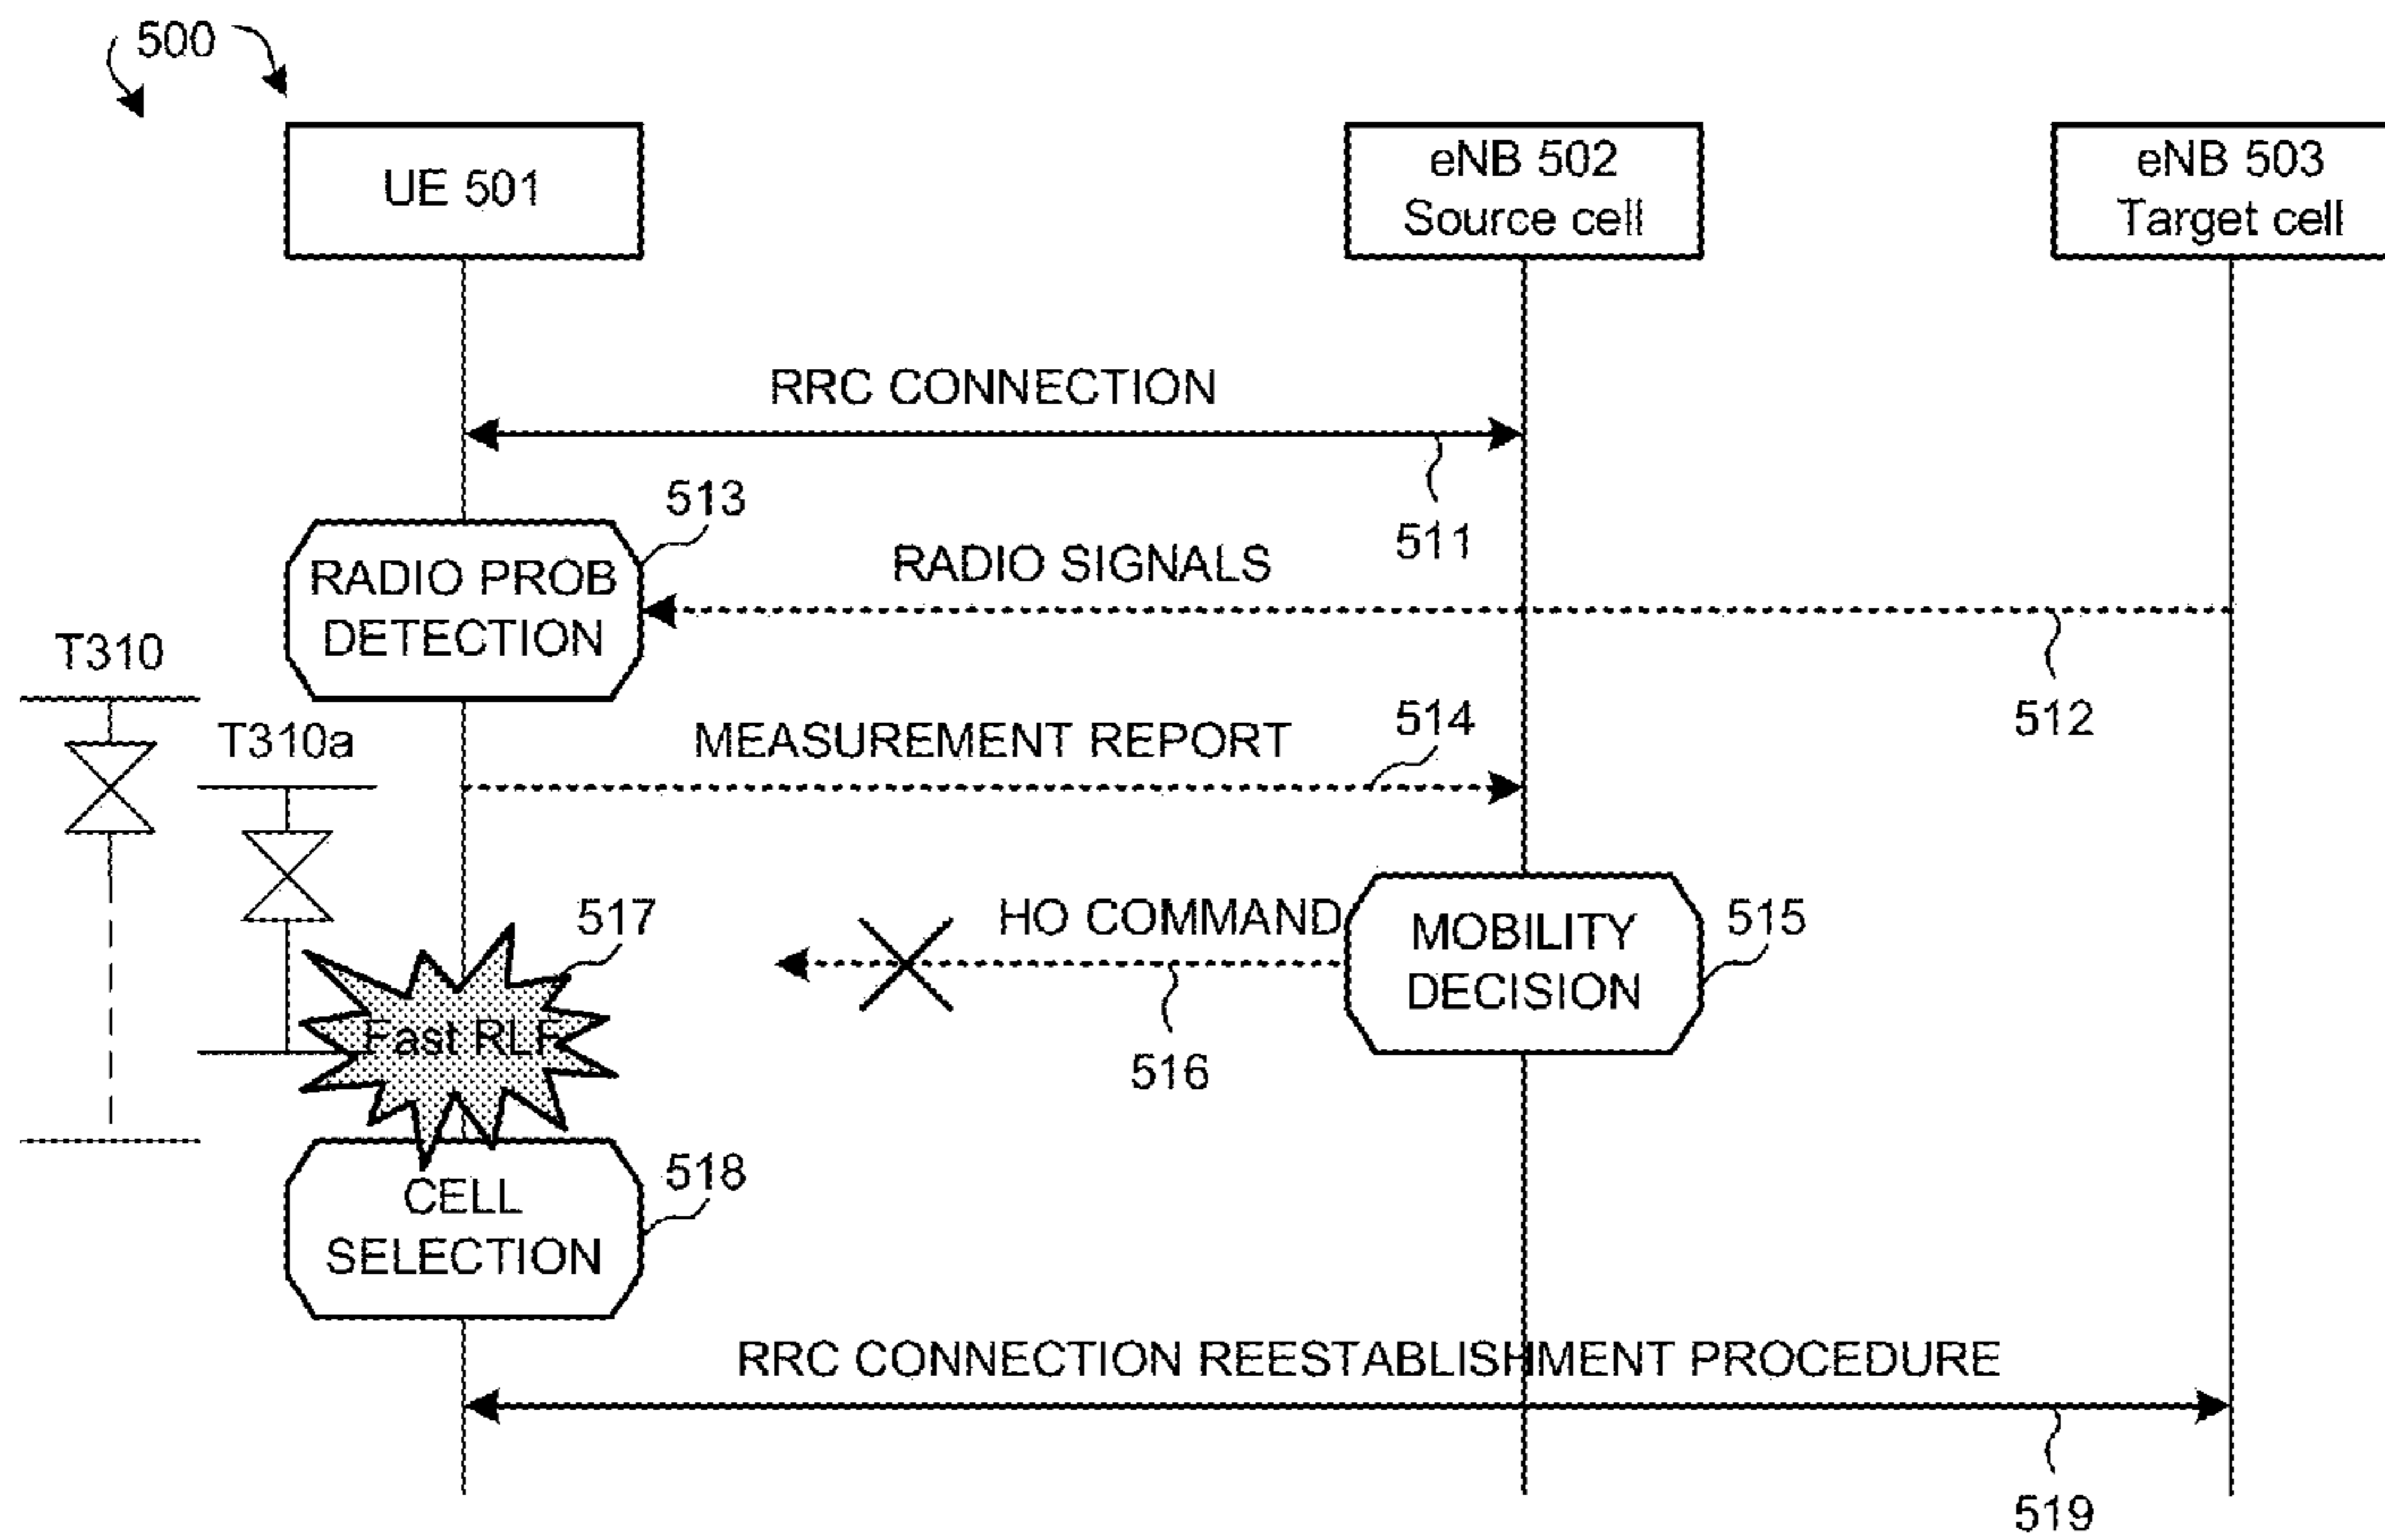 500
UE 501
eNB 502
Source cell
eNB 503
Target cell
RRC CONNECTION
511
513
RADIO PROB
DETECTION
RADIO SIGNALS
512
T310
T310a
MEASUREMENT REPORT
514
HO COMMAND
516
MOBILITY
DECISION
515
517
Fast RLF
CELL
SELECTION
518
RRC CONNECTION REESTABLISHMENT PROCEDURE
519